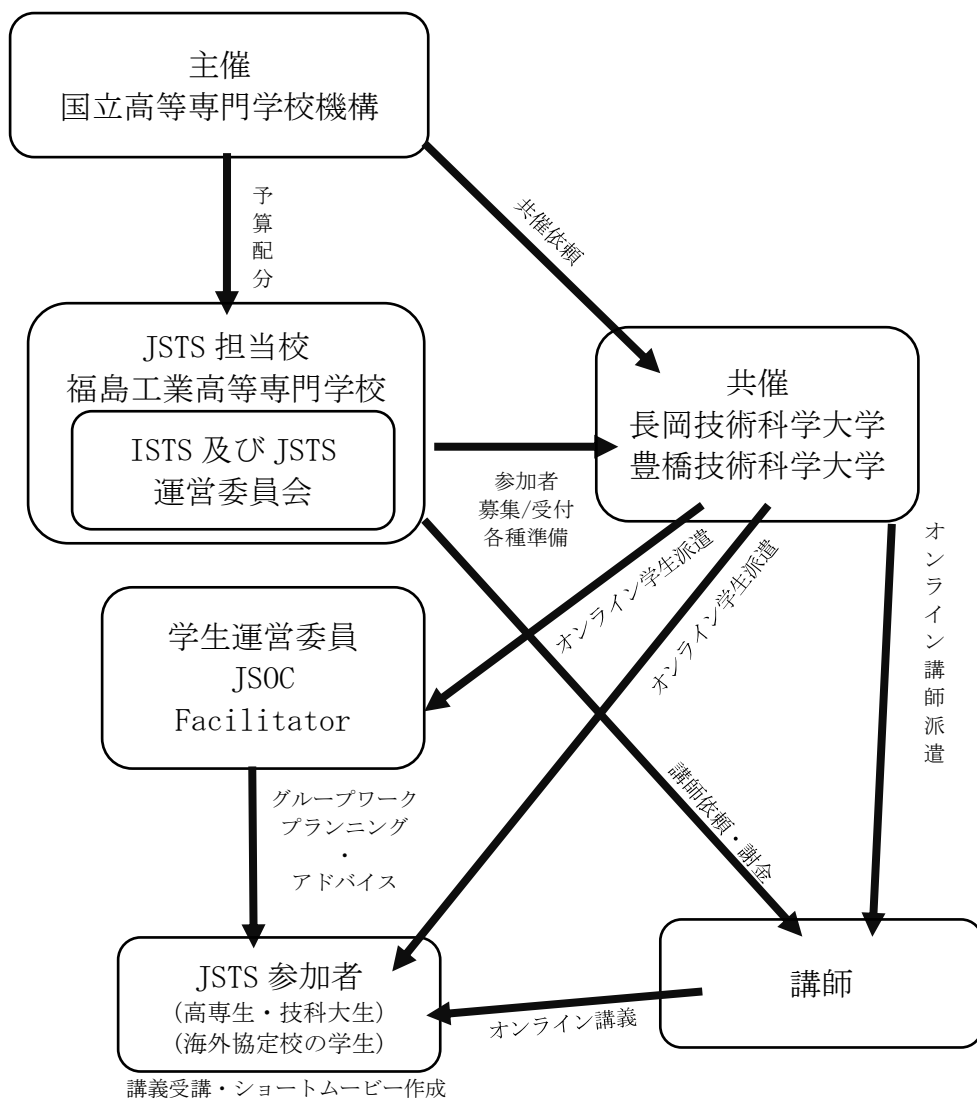 主催
国立高等専門学校機構
予算配分
共催依頼
JSTS 担当校
福島工業高等専門学校
ISTS 及び JSTS
運営委員会
共催
長岡技術科学大学
豊橋技術科学大学
参加者
募集/受付
各種準備
オンライン学生派遣
オンライン学生派遣
オンライン講師派遣
学生運営委員
JSOC
Facilitator
グループワーク
プランニング
・
アドバイス
講師依頼・謝金
JSTS 参加者
(高専生・技科大生)
(海外協定校の学生)
オンライン講義
講師
講義受講・ショートムービー作成